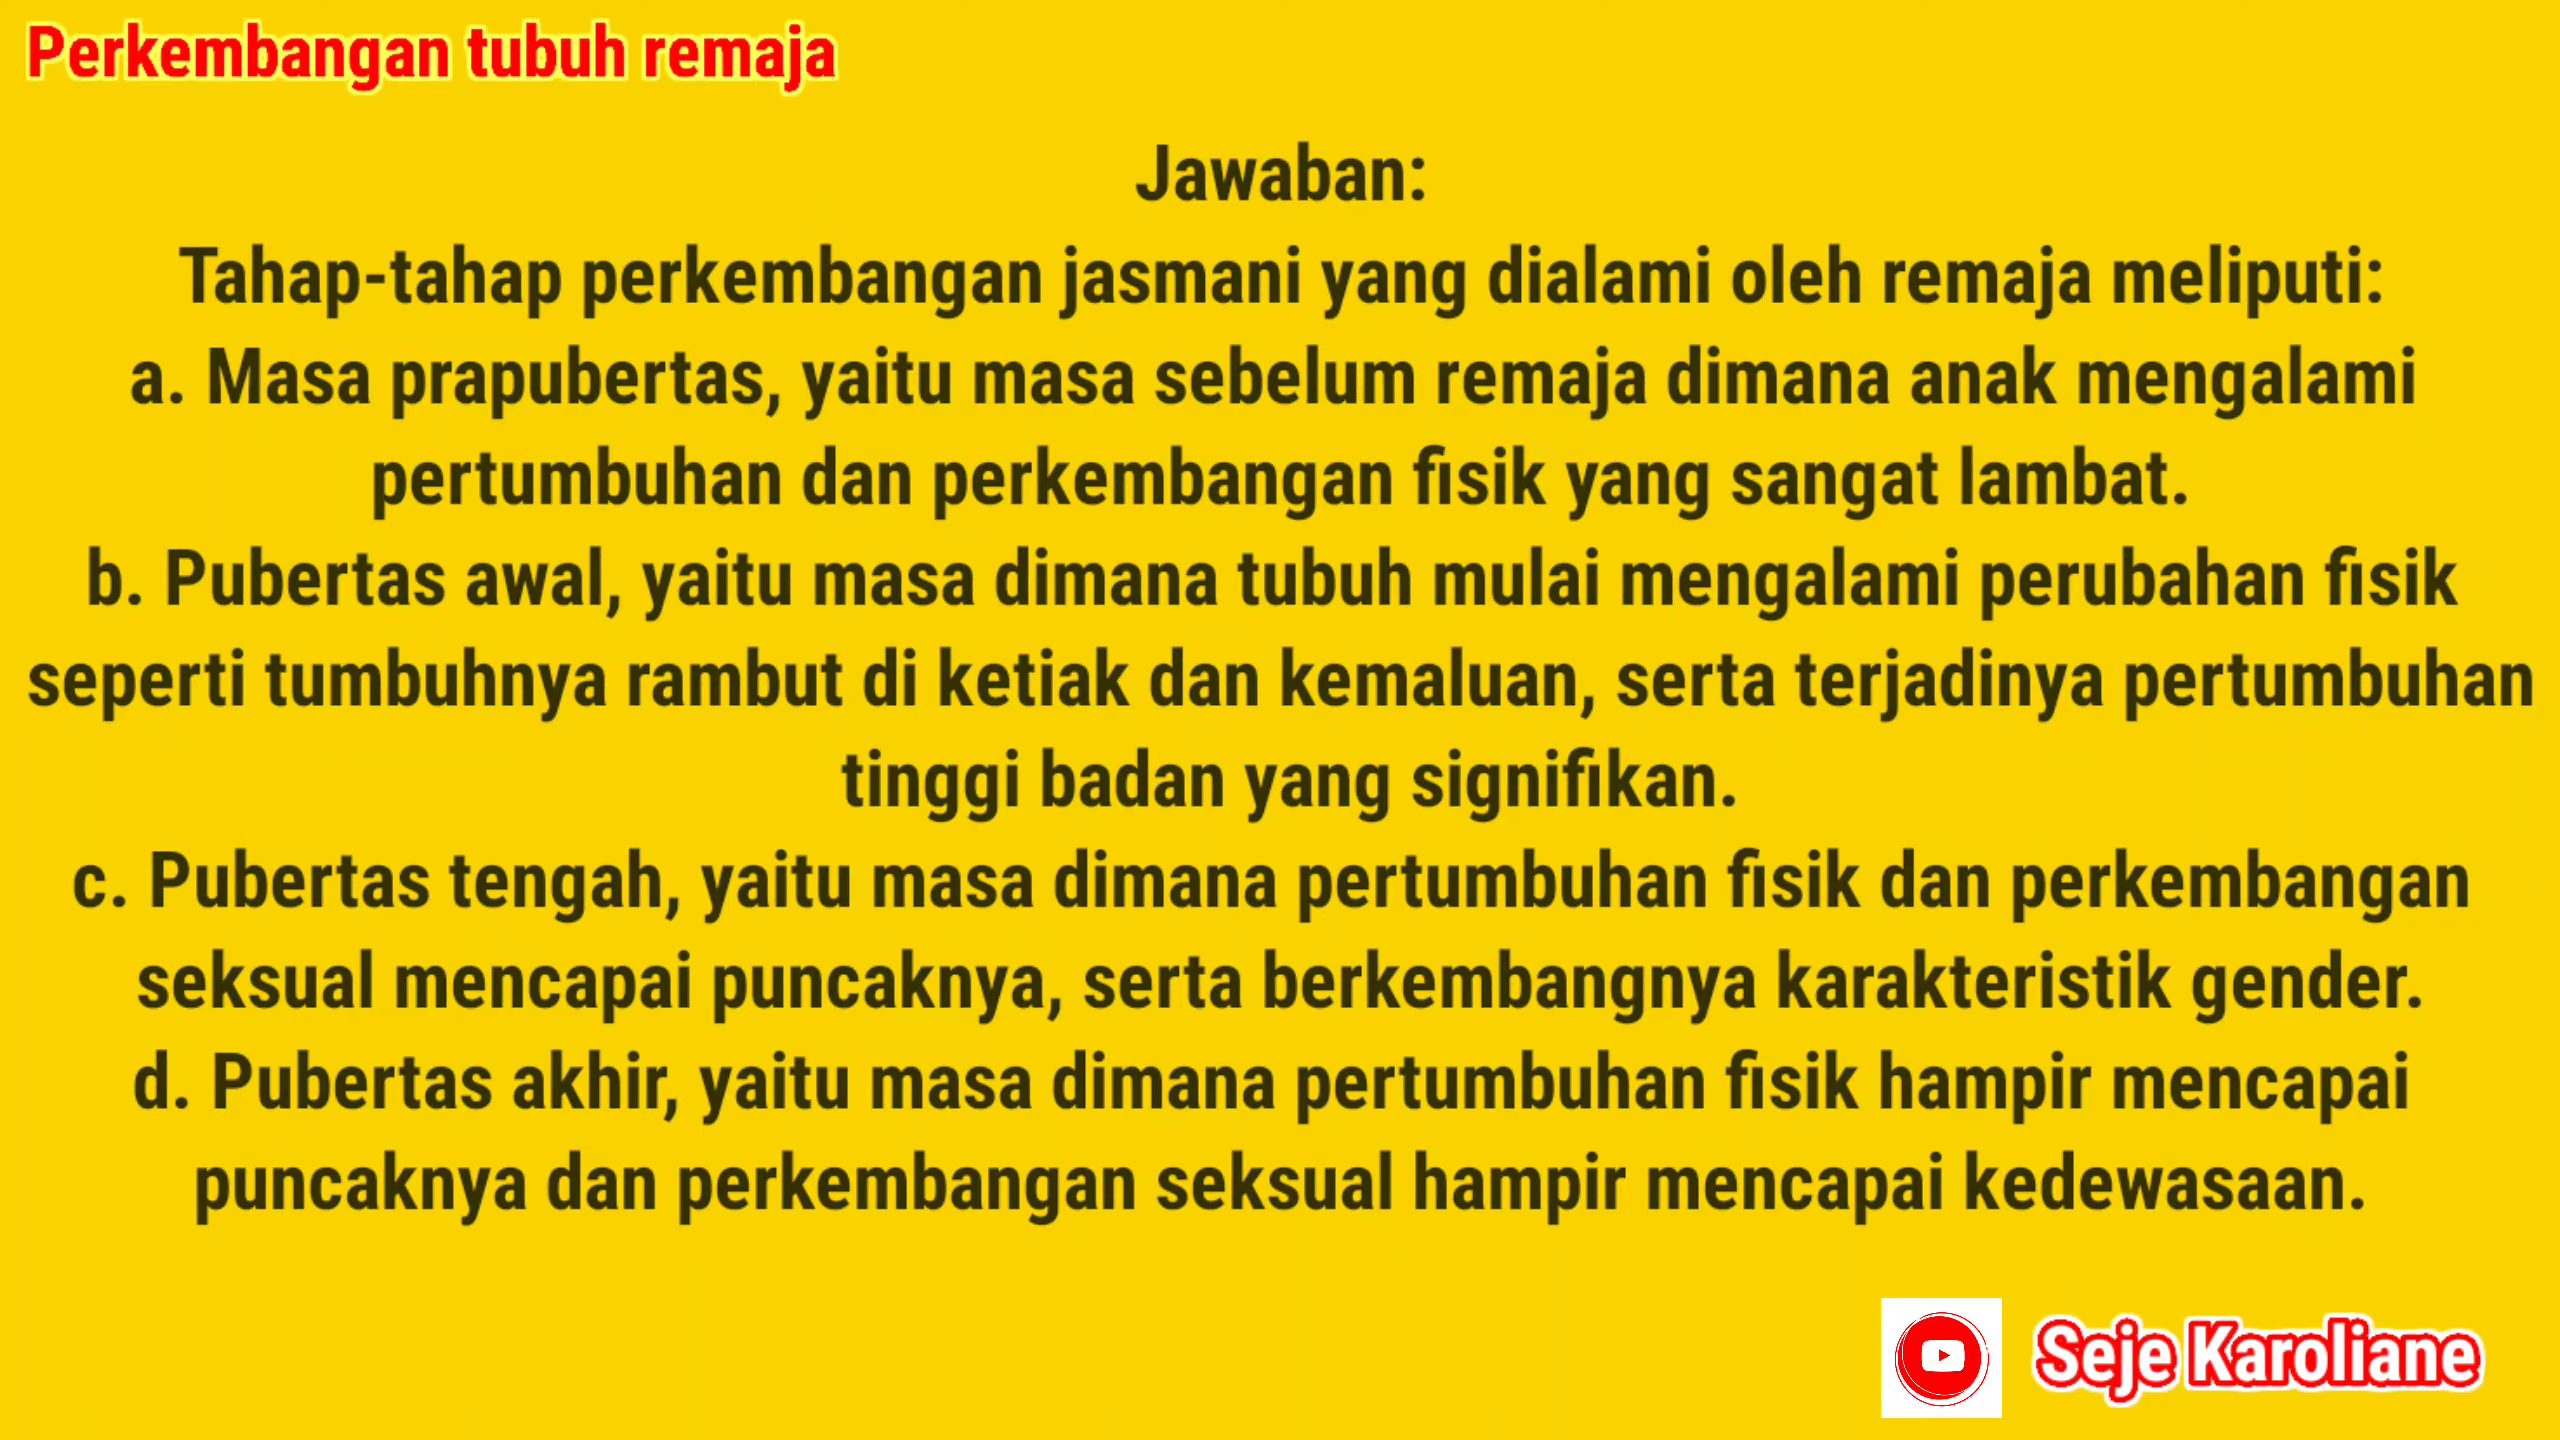 Perkembangan tubuh remaja
Jawaban:
Tahap-tahap perkembangan jasmani yang dialami oleh remaja meliputi:
a. Masa prapubertas, yaitu masa sebelum remaja dimana anak mengalami
pertumbuhan dan perkembangan fisik yang sangat lambat.
b. Pubertas awal, yaitu masa dimana tubuh mulai mengalami perubahan fisik
seperti tumbuhnya rambut di ketiak dan kemaluan, serta terjadinya pertumbuhan
tinggi badan yang signifikan.
c. Pubertas tengah, yaitu masa dimana pertumbuhan fisik dan perkembangan
seksual mencapai puncaknya, serta berkembangnya karakteristik gender.
d. Pubertas akhir, yaitu masa dimana pertumbuhan fisik hampir mencapai
puncaknya dan perkembangan seksual hampir mencapai kedewasaan.
Seje Karoliane